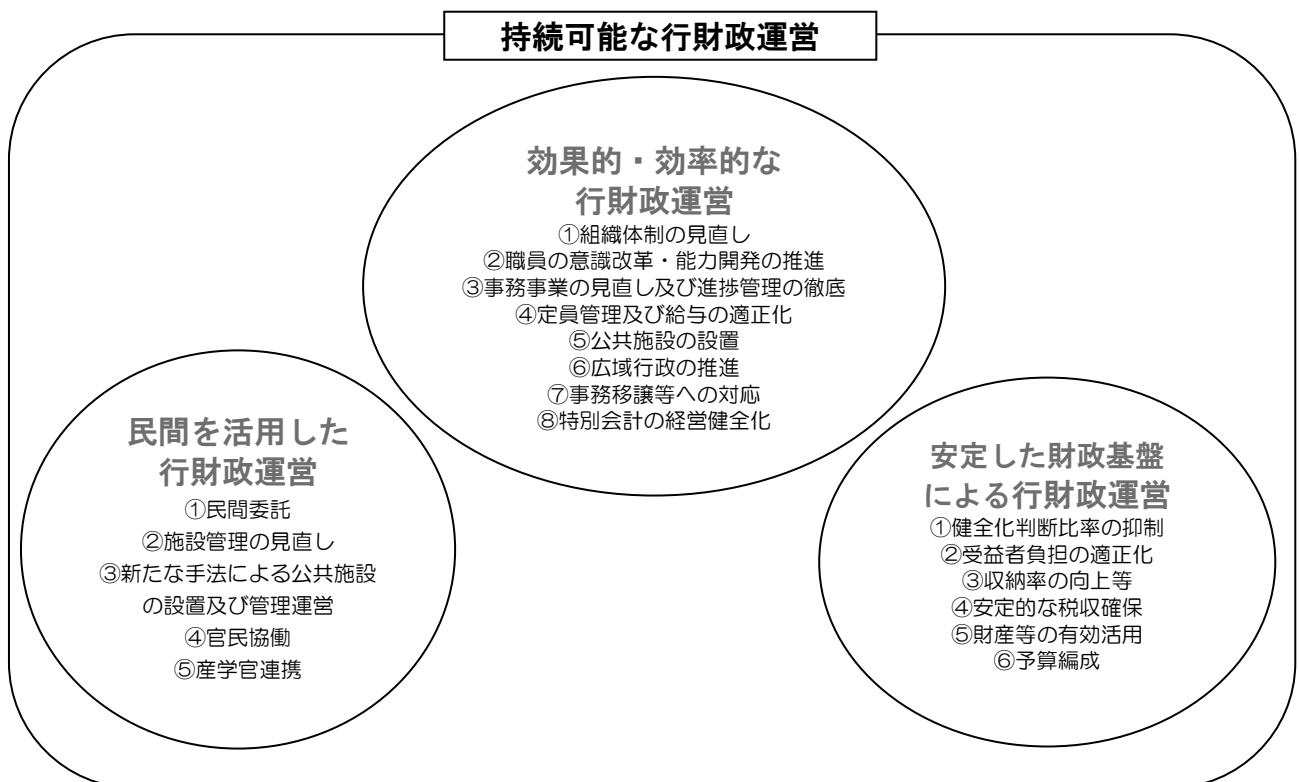 持続可能な行財政運営
効果的・効率的な
行財政運営
①組織体制の見直し
②職員の意識改革・能力開発の推進
③事務事業の見直し及び進捗管理の徹底
④定員管理及び給与の適正化
⑤公共施設の設置
⑥広域行政の推進
⑦事務移譲等への対応
⑧特別会計の経営健全化
民間を活用した
行財政運営
①民間委託
②施設管理の見直し
③新たな手法による公共施設
の設置及び管理運営
④官民協働
⑤産学官連携
安定した財政基盤
による行財政運営
①健全化判断比率の抑制
②受益者負担の適正化
③収納率の向上等
④安定的な税収確保
⑤財産等の有効活用
⑥予算編成